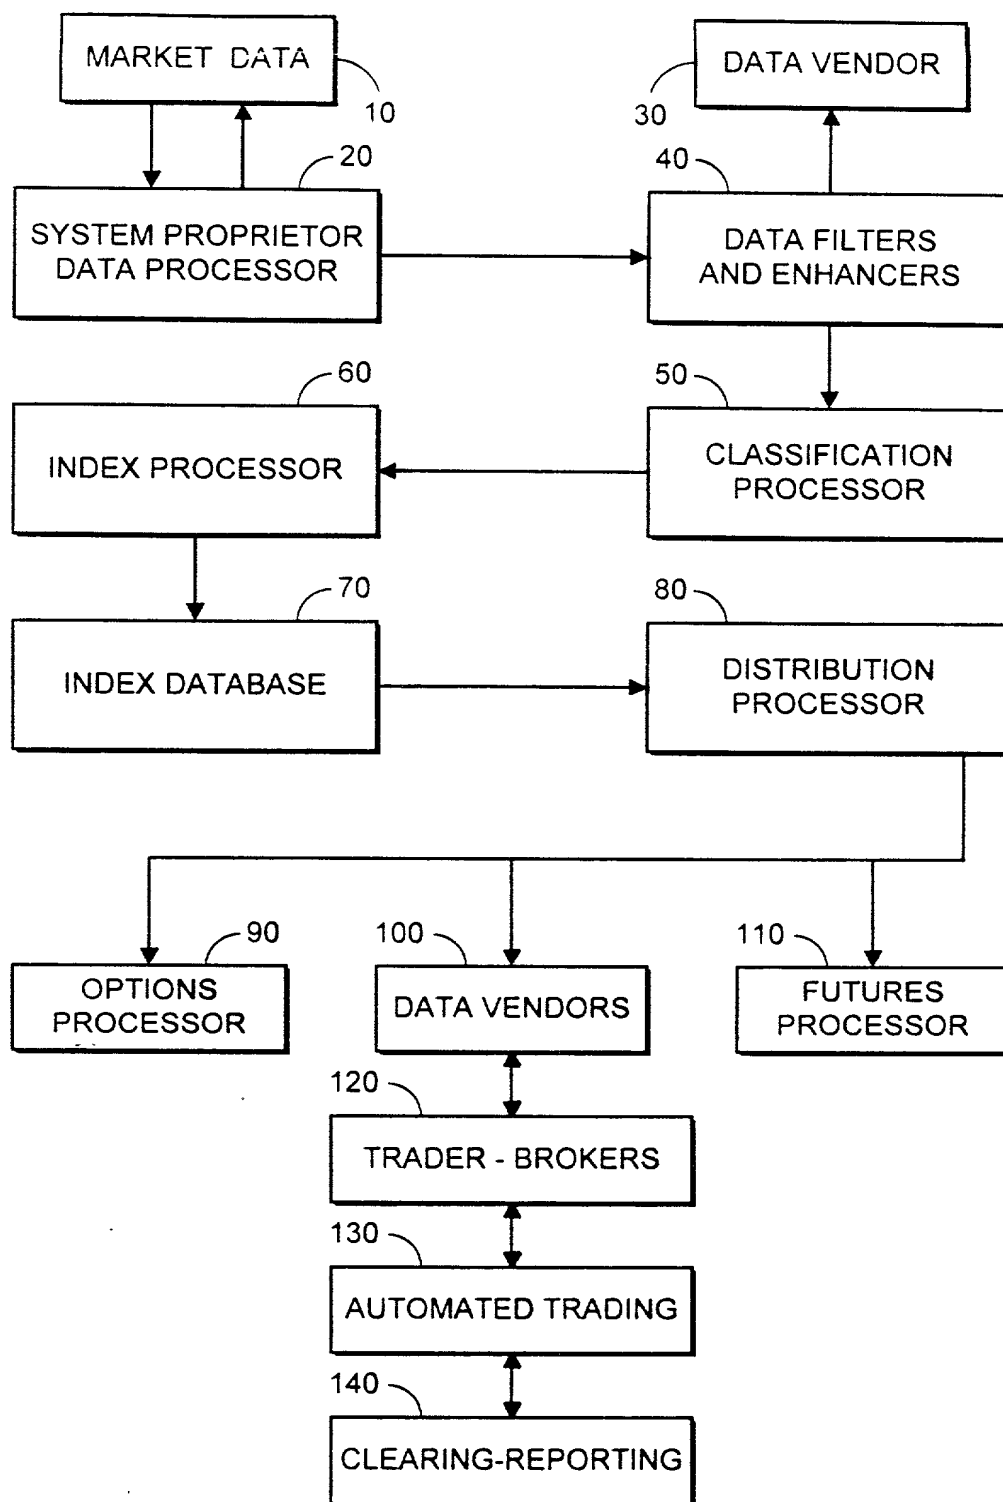 MARKET DATA
10
DATA VENDOR
30
20
SYSTEM PROPRIETOR
DATA PROCESSOR
40
DATA FILTERS
AND ENHANCERS
60
INDEX PROCESSOR
50
CLASSIFICATION
PROCESSOR
70
INDEX DATABASE
80
DISTRIBUTION
PROCESSOR
90
OPTIONS
PROCESSOR
100
DATA VENDORS
110
FUTURES
PROCESSOR
120
TRADER - BROKERS
130
AUTOMATED TRADING
140
CLEARING-REPORTING